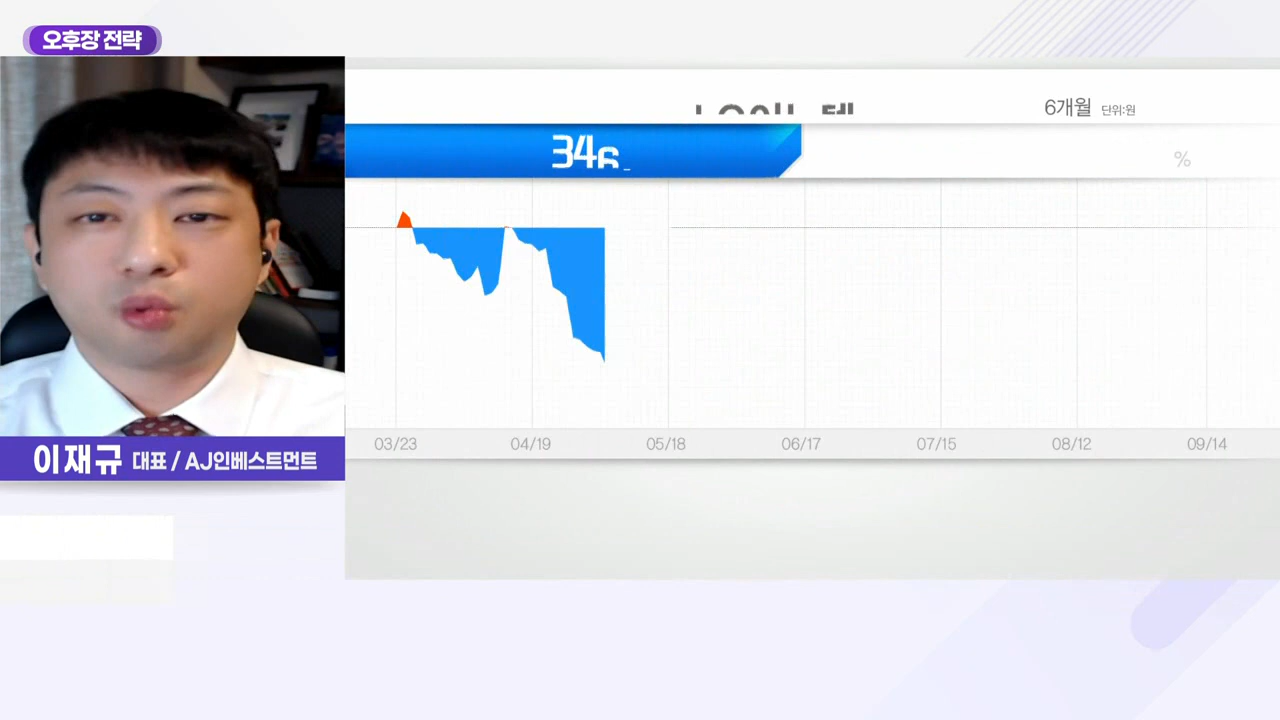 오후장 전략
6개월 단위:원
346
%
03/23 04/19 05/18 06/17 07/15 08/12 09/14
이재규 대표 / AJ인베스트먼트